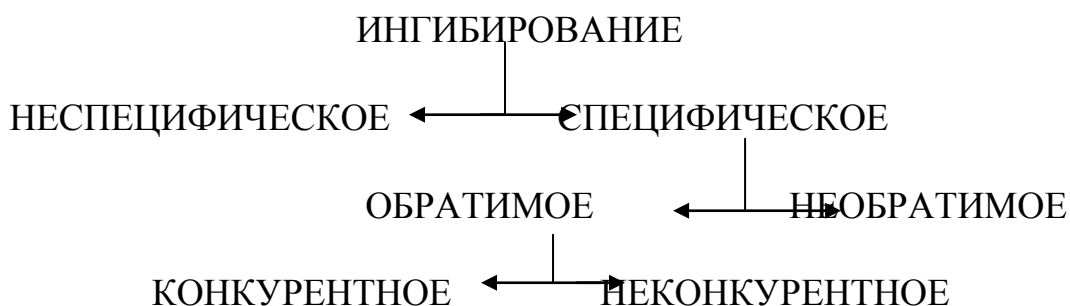 ИНГИБИРОВАНИЕ
НЕСПЕЦИФИЧЕСКОЕ СПЕЦИФИЧЕСКОЕ
ОБРАТИМОЕ НЕОБРАТИМОЕ
КОНКУРЕНТНОЕ НЕКОНКУРЕНТНОЕ